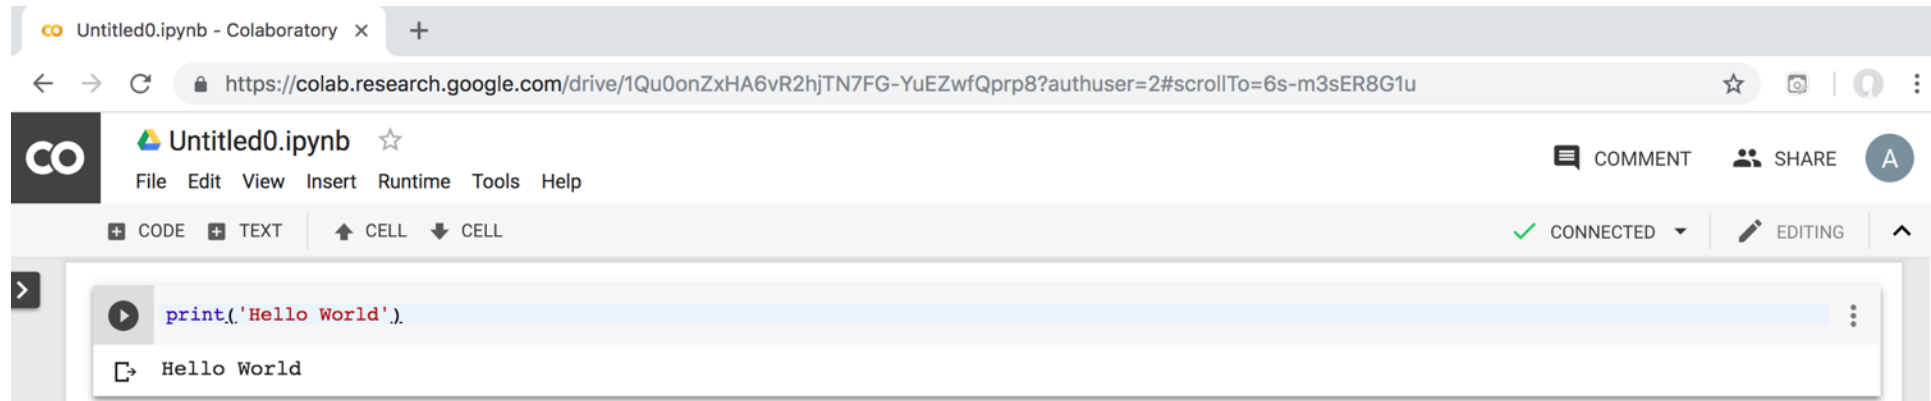 Untitled0.ipynb - Colaboratory
https://colab.research.google.com/drive/1Qu0onZxHA6vR2hjTN7FG-YuEZwfQprp8?authuser=2#scrollTo=6s-m3sER8G1u
CO Untitled0.ipynb COMMENT SHARE A
File Edit View Insert Runtime Tools Help
CODE TEXT CELL CELL CONNECTED EDITING
print('Hello World')
Hello World